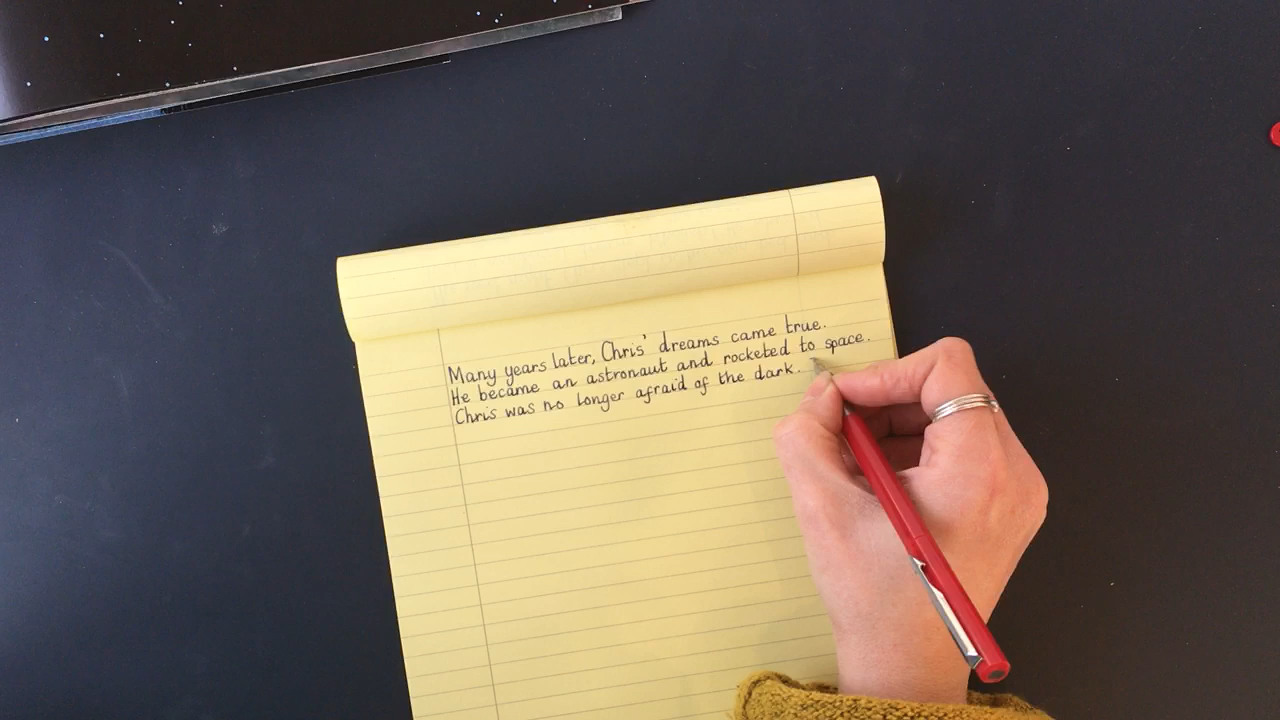 Many years later, Chris' dreams came true.
He became an astronaut and rocketed to space.
Chris was no longer afraid of the dark.